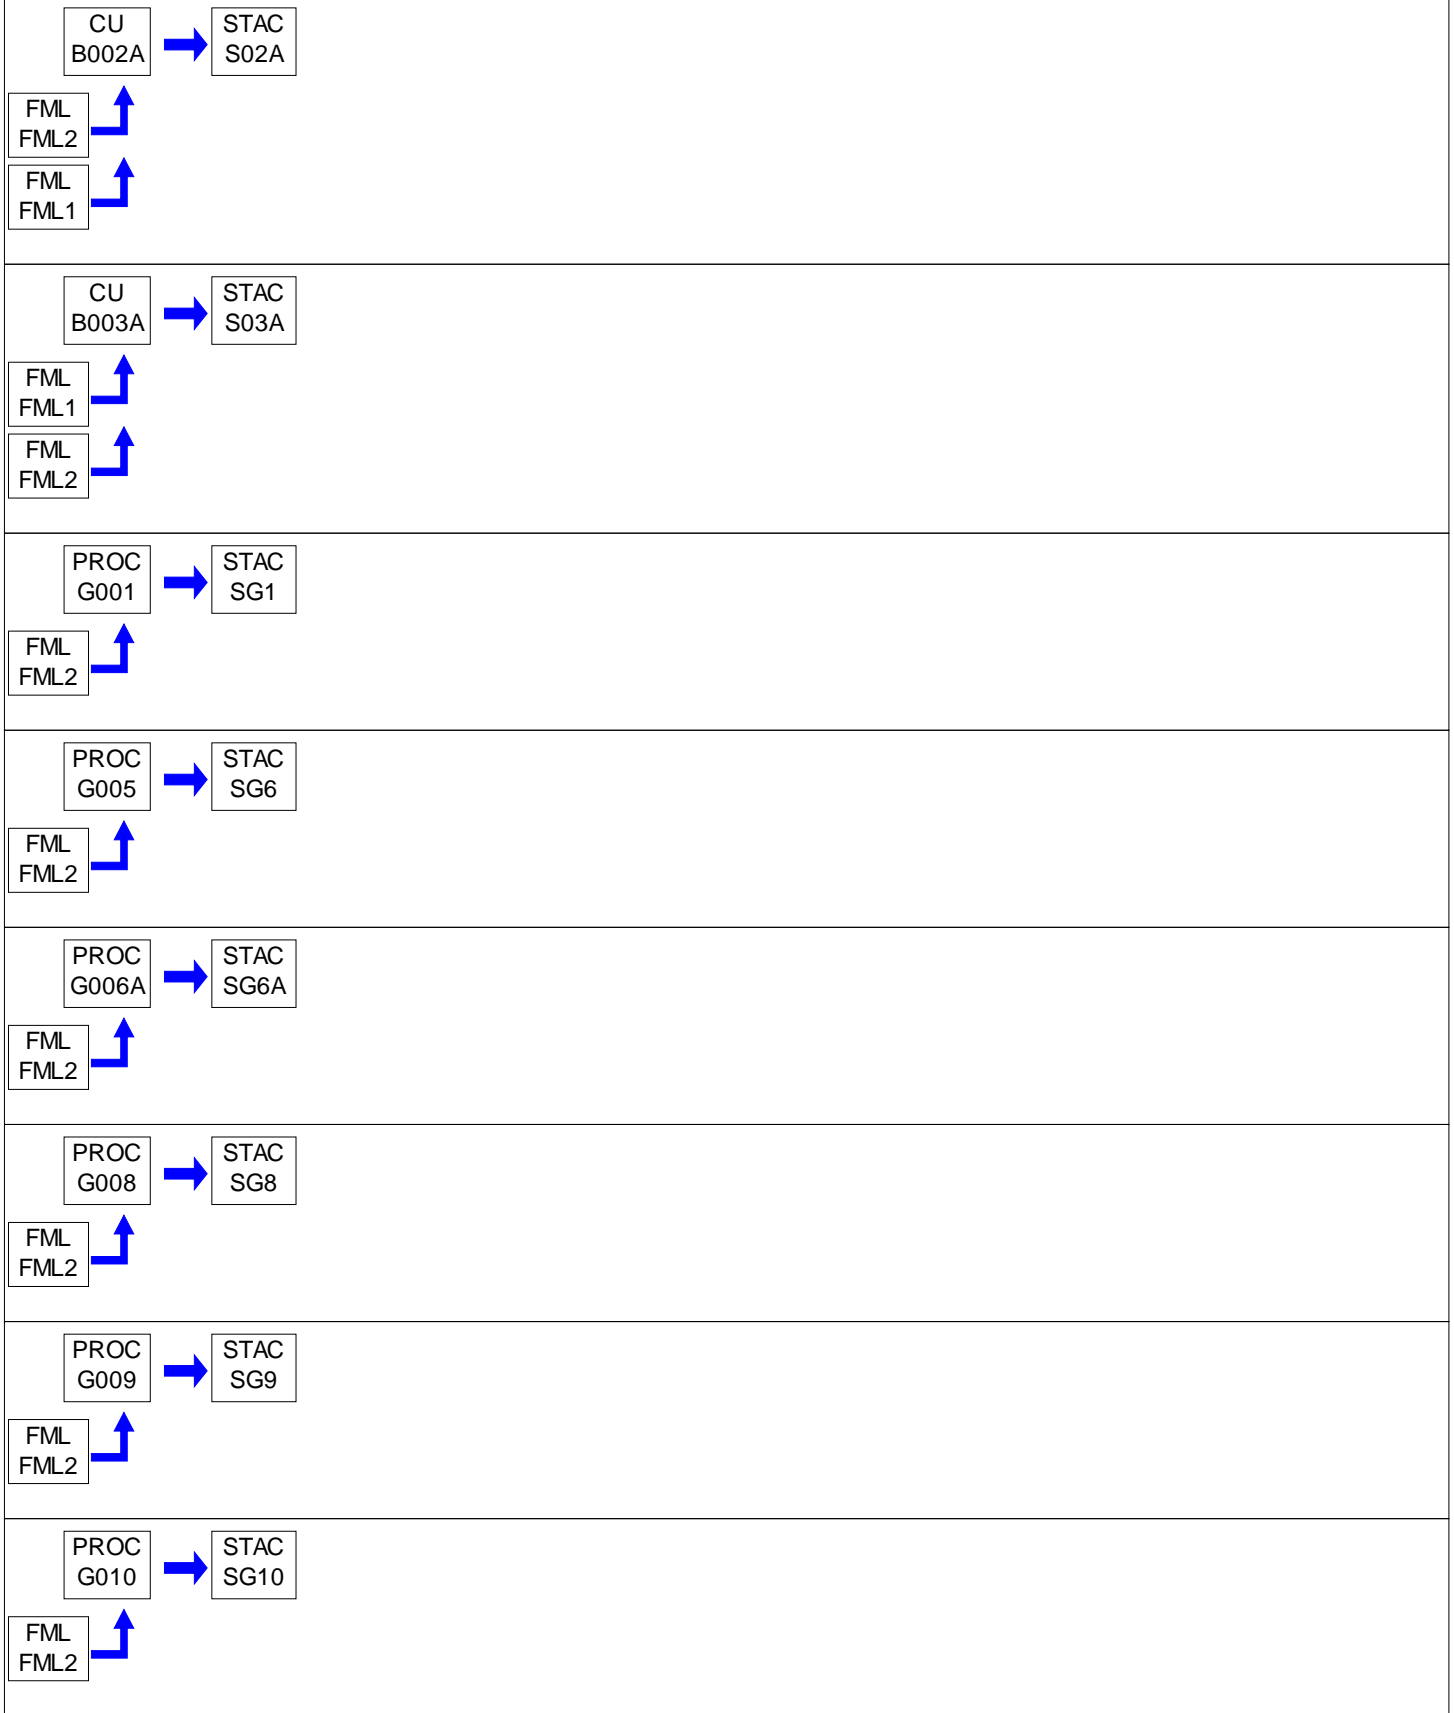 CU
B002A
STAC
S02A
FML
FML2
FML
FML1
CU
B003A
STAC
S03A
FML
FML1
FML
FML2
PROC
G001
STAC
SG1
FML
FML2
PROC
G005
STAC
SG6
FML
FML2
PROC
G006A
STAC
SG6A
FML
FML2
PROC
G008
STAC
SG8
FML
FML2
PROC
G009
STAC
SG9
FML
FML2
PROC
G010
STAC
SG10
FML
FML2